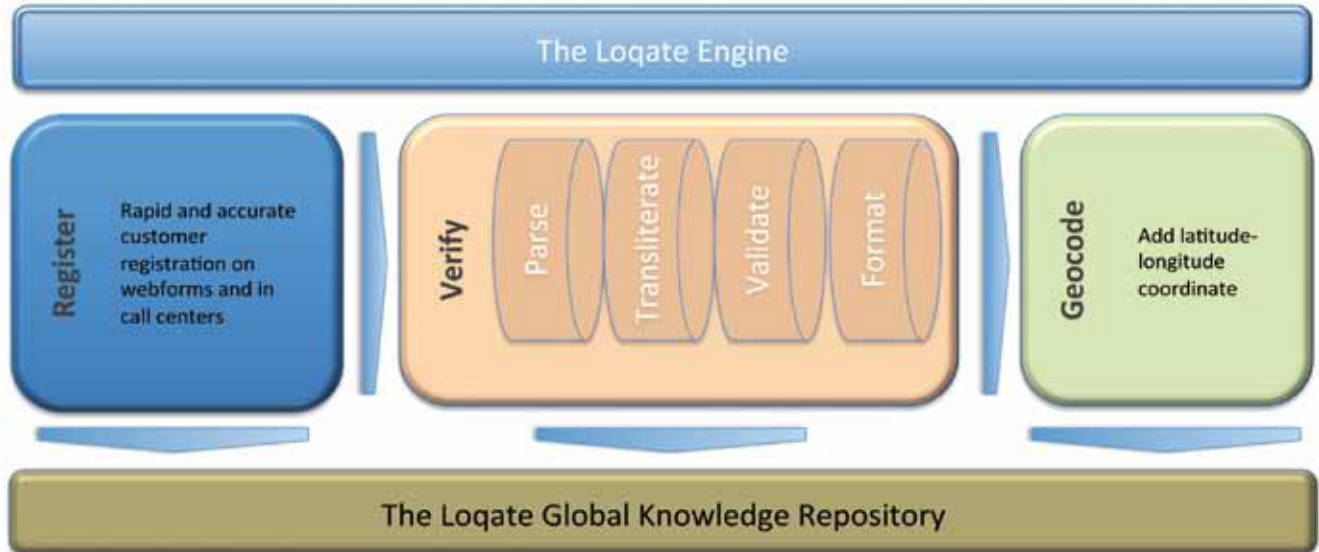 The Loqate Engine
Register
Rapid and accurate
customer
registration on
webforms and in
call centers
Verify
Parse
Transliterate
Validate
Format
Geocode
Add latitude-
longitude
coordinate
The Loqate Global Knowledge Repository